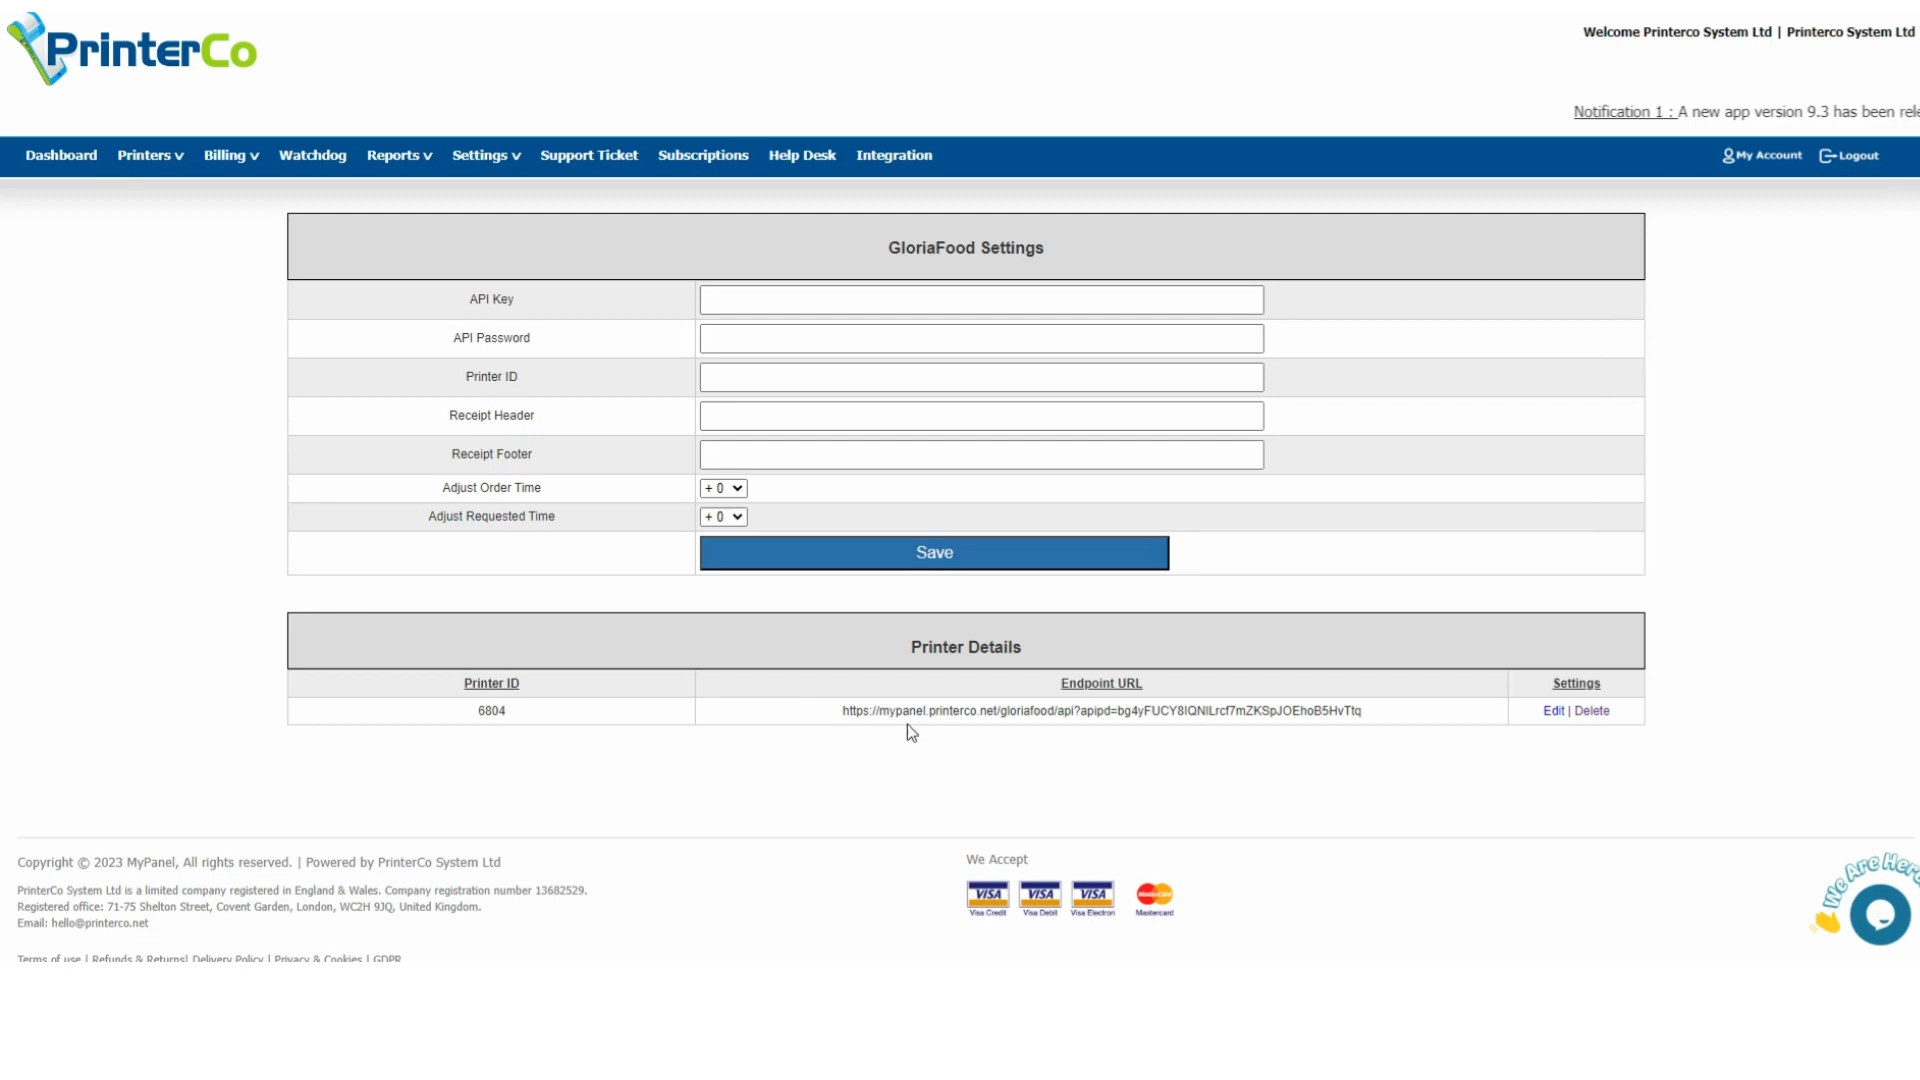 PrinterCo
Welcome Printerco System Ltd | Printerco System Ltd
Notification 1 : A new app version 9.3 has been rele
Dashboard Printers v Billing v Watchdog Reports v Settings v Support Ticket Subscriptions Help Desk Integration My Account Logout
GloriaFood Settings
API Key
API Password
Printer ID
Receipt Header
Receipt Footer
Adjust Order Time + 0
Adjust Requested Time + 0
Save
Printer Details
Printer ID Endpoint URL Settings
6804 https://mypanel.printerco.net/gloriafood/api?apipd=bg4yFUCY8IQNILrcf7mZKSpJOEhoB5HvTtq Edit | Delete
Copyright © 2023 MyPanel, All rights reserved. | Powered by PrinterCo System Ltd
PrinterCo System Ltd is a limited company registered in England & Wales. Company registration number 13682529.
Registered office: 71-75 Shelton Street, Covent Garden, London, WC2H 9JQ, United Kingdom.
Email: hello@printerco.net
Terms of use | Refunds & Returns| Delivery Policy | Privacy & Cookies | GDPR
We Accept
VISA VISA VISA MasterCard
Visa Credit Visa Debit Visa Electron Mastercard
We Are Here